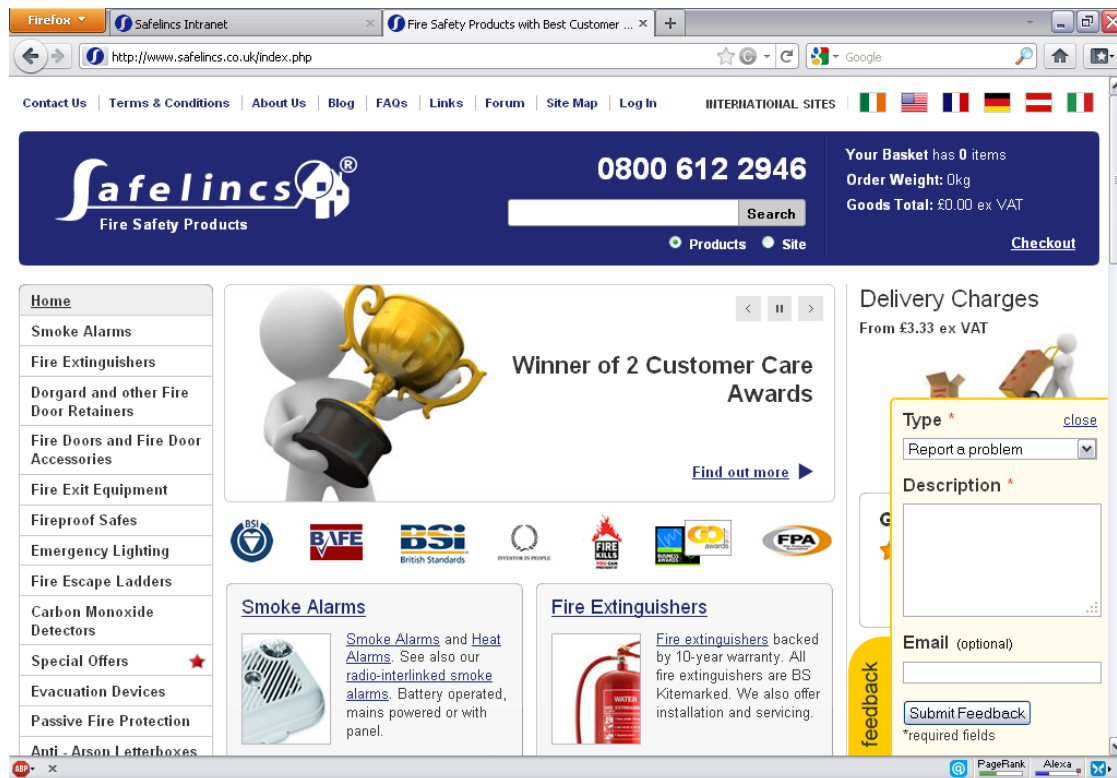 Firefox
Safelincs Intranet
Fire Safety Products with Best Customer ...
http://www.safelincs.co.uk/index.php
Google
Contact Us
Terms & Conditions
About Us
Blog
FAQs
Links
Forum
Site Map
Log In
INTERNATIONAL SITES
Safelincs®
Fire Safety Products
0800 612 2946
Search
Products
Site
Your Basket has 0 items
Order Weight: 0kg
Goods Total: £0.00 ex VAT
Checkout
Home
Smoke Alarms
Fire Extinguishers
Dorgard and other Fire
Door Retainers
Fire Doors and Fire Door
Accessories
Fire Exit Equipment
Fireproof Safes
Emergency Lighting
Fire Escape Ladders
Carbon Monoxide
Detectors
Special Offers
Evacuation Devices
Passive Fire Protection
Anti - Arson Letterboxes
Winner of 2 Customer Care
Awards
Find out more
BSI
BAFE
BSi
British Standards
INVESTOR IN PEOPLE
FIRE
KILLS
YOU CAN
PREVENT IT
GO
awards
FPA
Smoke Alarms
Smoke Alarms and Heat
Alarms. See also our
radio-interlinked smoke
alarms. Battery operated,
mains powered or with
panel.
Fire Extinguishers
WATER
Fire extinguishers backed
by 10-year warranty. All
fire extinguishers are BS
Kitemarked. We also offer
installation and servicing.
Delivery Charges
From £3.33 ex VAT
G
feedback
Type *
close
Report a problem
Description *
Email (optional)
Submit Feedback
*required fields
ABP
PageRank
Alexa